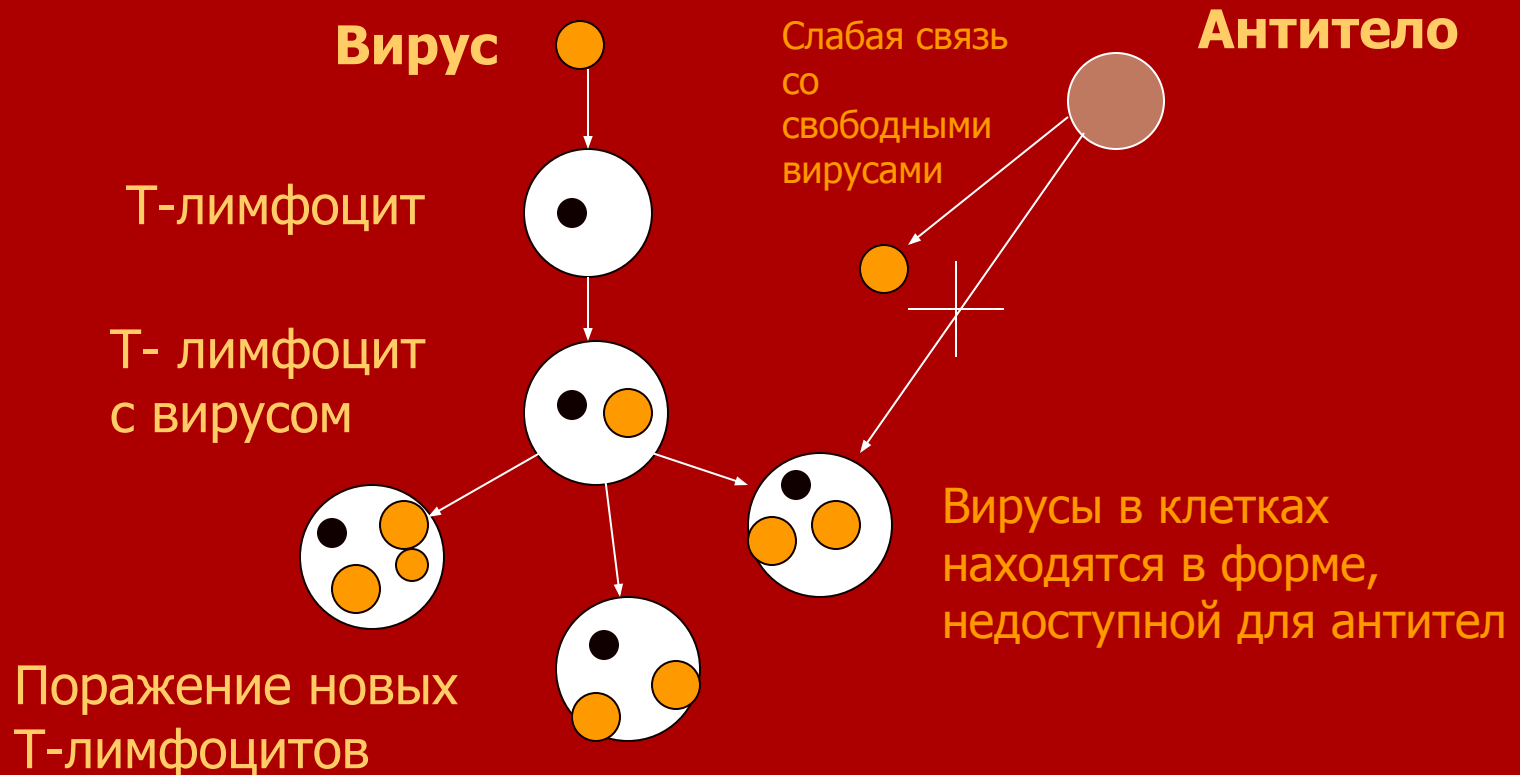 Вирус
Слабая связь
со
свободными
вирусами
Антитело
Т-лимфоцит
Т- лимфоцит
с вирусом
Вирусы в клетках
находятся в форме,
недоступной для антител
Поражение новых
Т-лимфоцитов